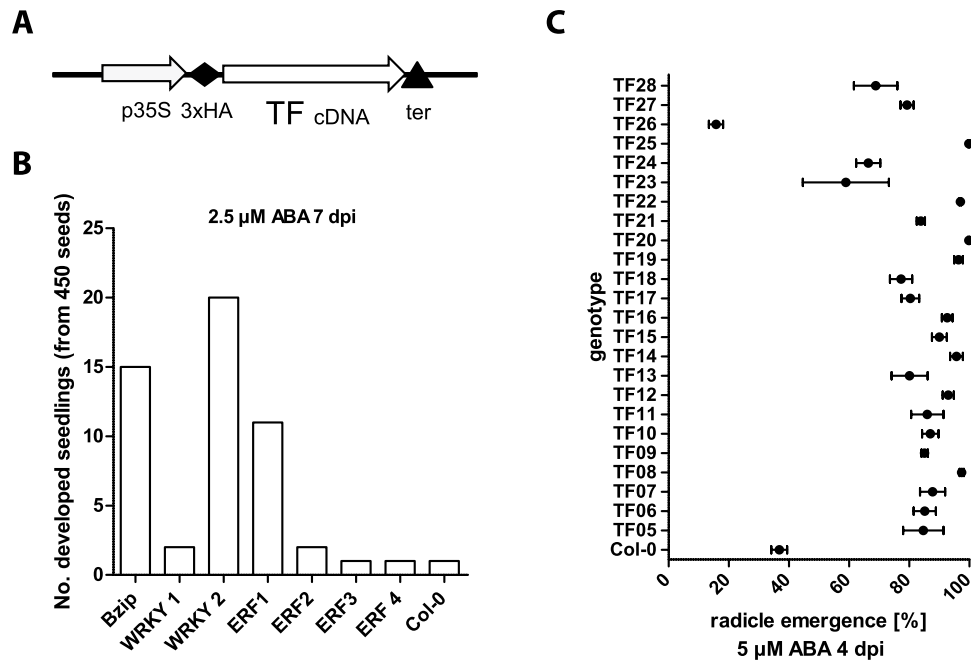 A
p35S 3xHA TF cDNA ter
B
2.5 µM ABA 7 dpi
No. developed seedlings (from 450 seeds)
25
20
15
10
5
0
Bzip
WRKY 1
WRKY 2
ERF1
ERF2
ERF3
ERF 4
Col-0
C
genotype
TF28
TF27
TF26
TF25
TF24
TF23
TF22
TF21
TF20
TF19
TF18
TF17
TF16
TF15
TF14
TF13
TF12
TF11
TF10
TF09
TF08
TF07
TF06
TF05
Col-0
0
20
40
60
80
100
radicle emergence [%]
5 µM ABA 4 dpi